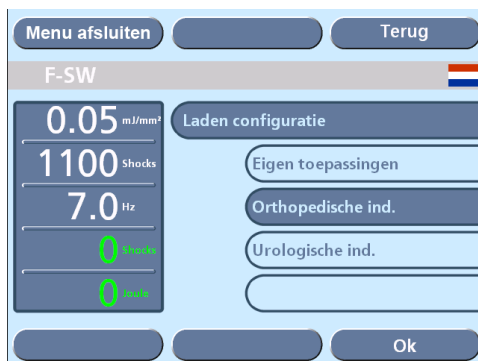 Menu afsluiten
Terug
F-SW
0.05 mJ/mm²
1100 Shocks
7.0 Hz
0 Shocks
0 Joule
Laden configuratie
Eigen toepassingen
Orthopedische ind.
Urologische ind.
Ok